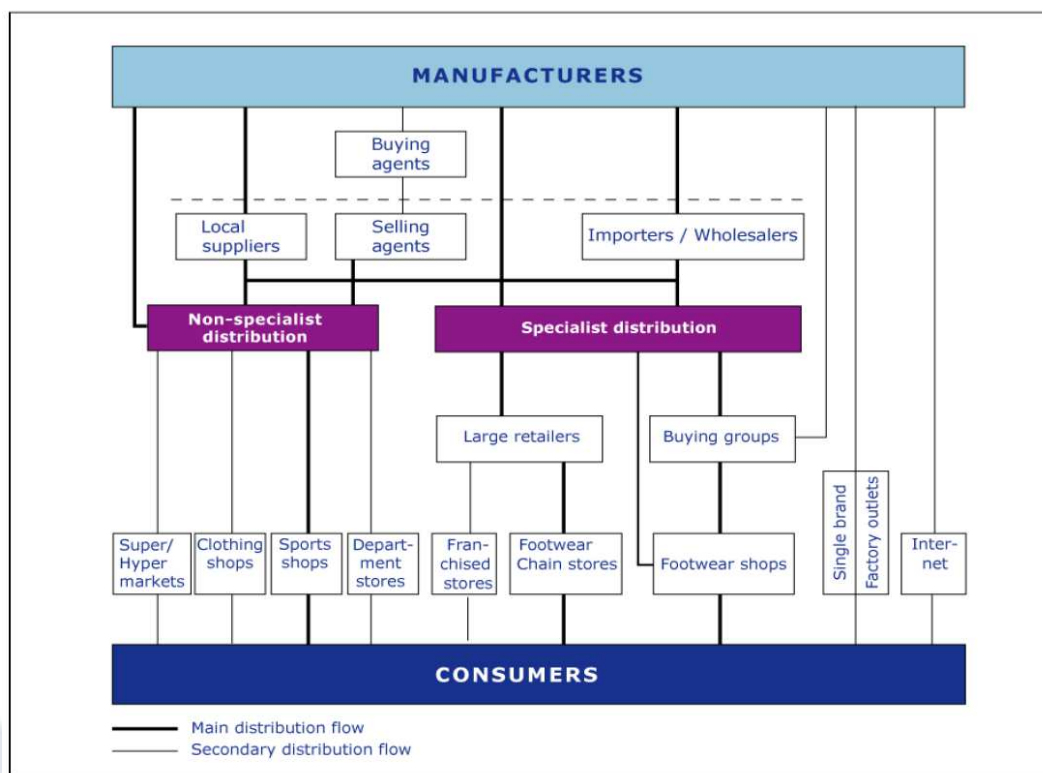 MANUFACTURERS
Buying
agents
Local
suppliers
Selling
agents
Importers / Wholesalers
Non-specialist
distribution
Specialist distribution
Large retailers
Buying groups
Super/
Hyper
markets
Clothing
shops
Sports
shops
Depart-
ment
stores
Fran-
chised
stores
Footwear
Chain stores
Footwear shops
Single brand
Factory outlets
Inter-
net
CONSUMERS
Main distribution flow
Secondary distribution flow